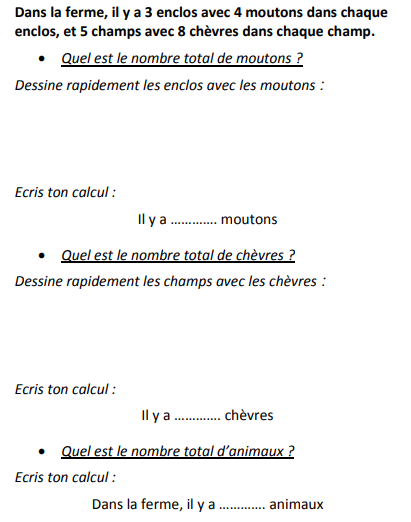 Dans la ferme, il y a 3 enclos avec 4 moutons dans chaque
enclos, et 5 champs avec 8 chèvres dans chaque champ.
• Quel est le nombre total de moutons ?
Dessine rapidement les enclos avec les moutons :
Ecris ton calcul :
Il y a ............. moutons
• Quel est le nombre total de chèvres ?
Dessine rapidement les champs avec les chèvres :
Ecris ton calcul :
Il y a ............. chèvres
• Quel est le nombre total d’animaux ?
Ecris ton calcul :
Dans la ferme, il y a ............. animaux